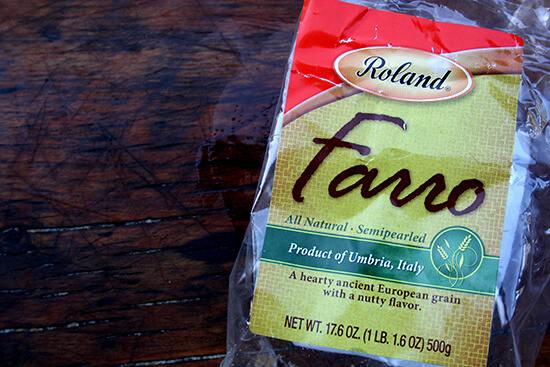 Roland®
Farro
All Natural · Semipearled
Product of Umbria, Italy
A hearty ancient European grain
with a nutty flavor.
NET WT. 17.6 OZ. (1 LB. 1.6 OZ) 500g